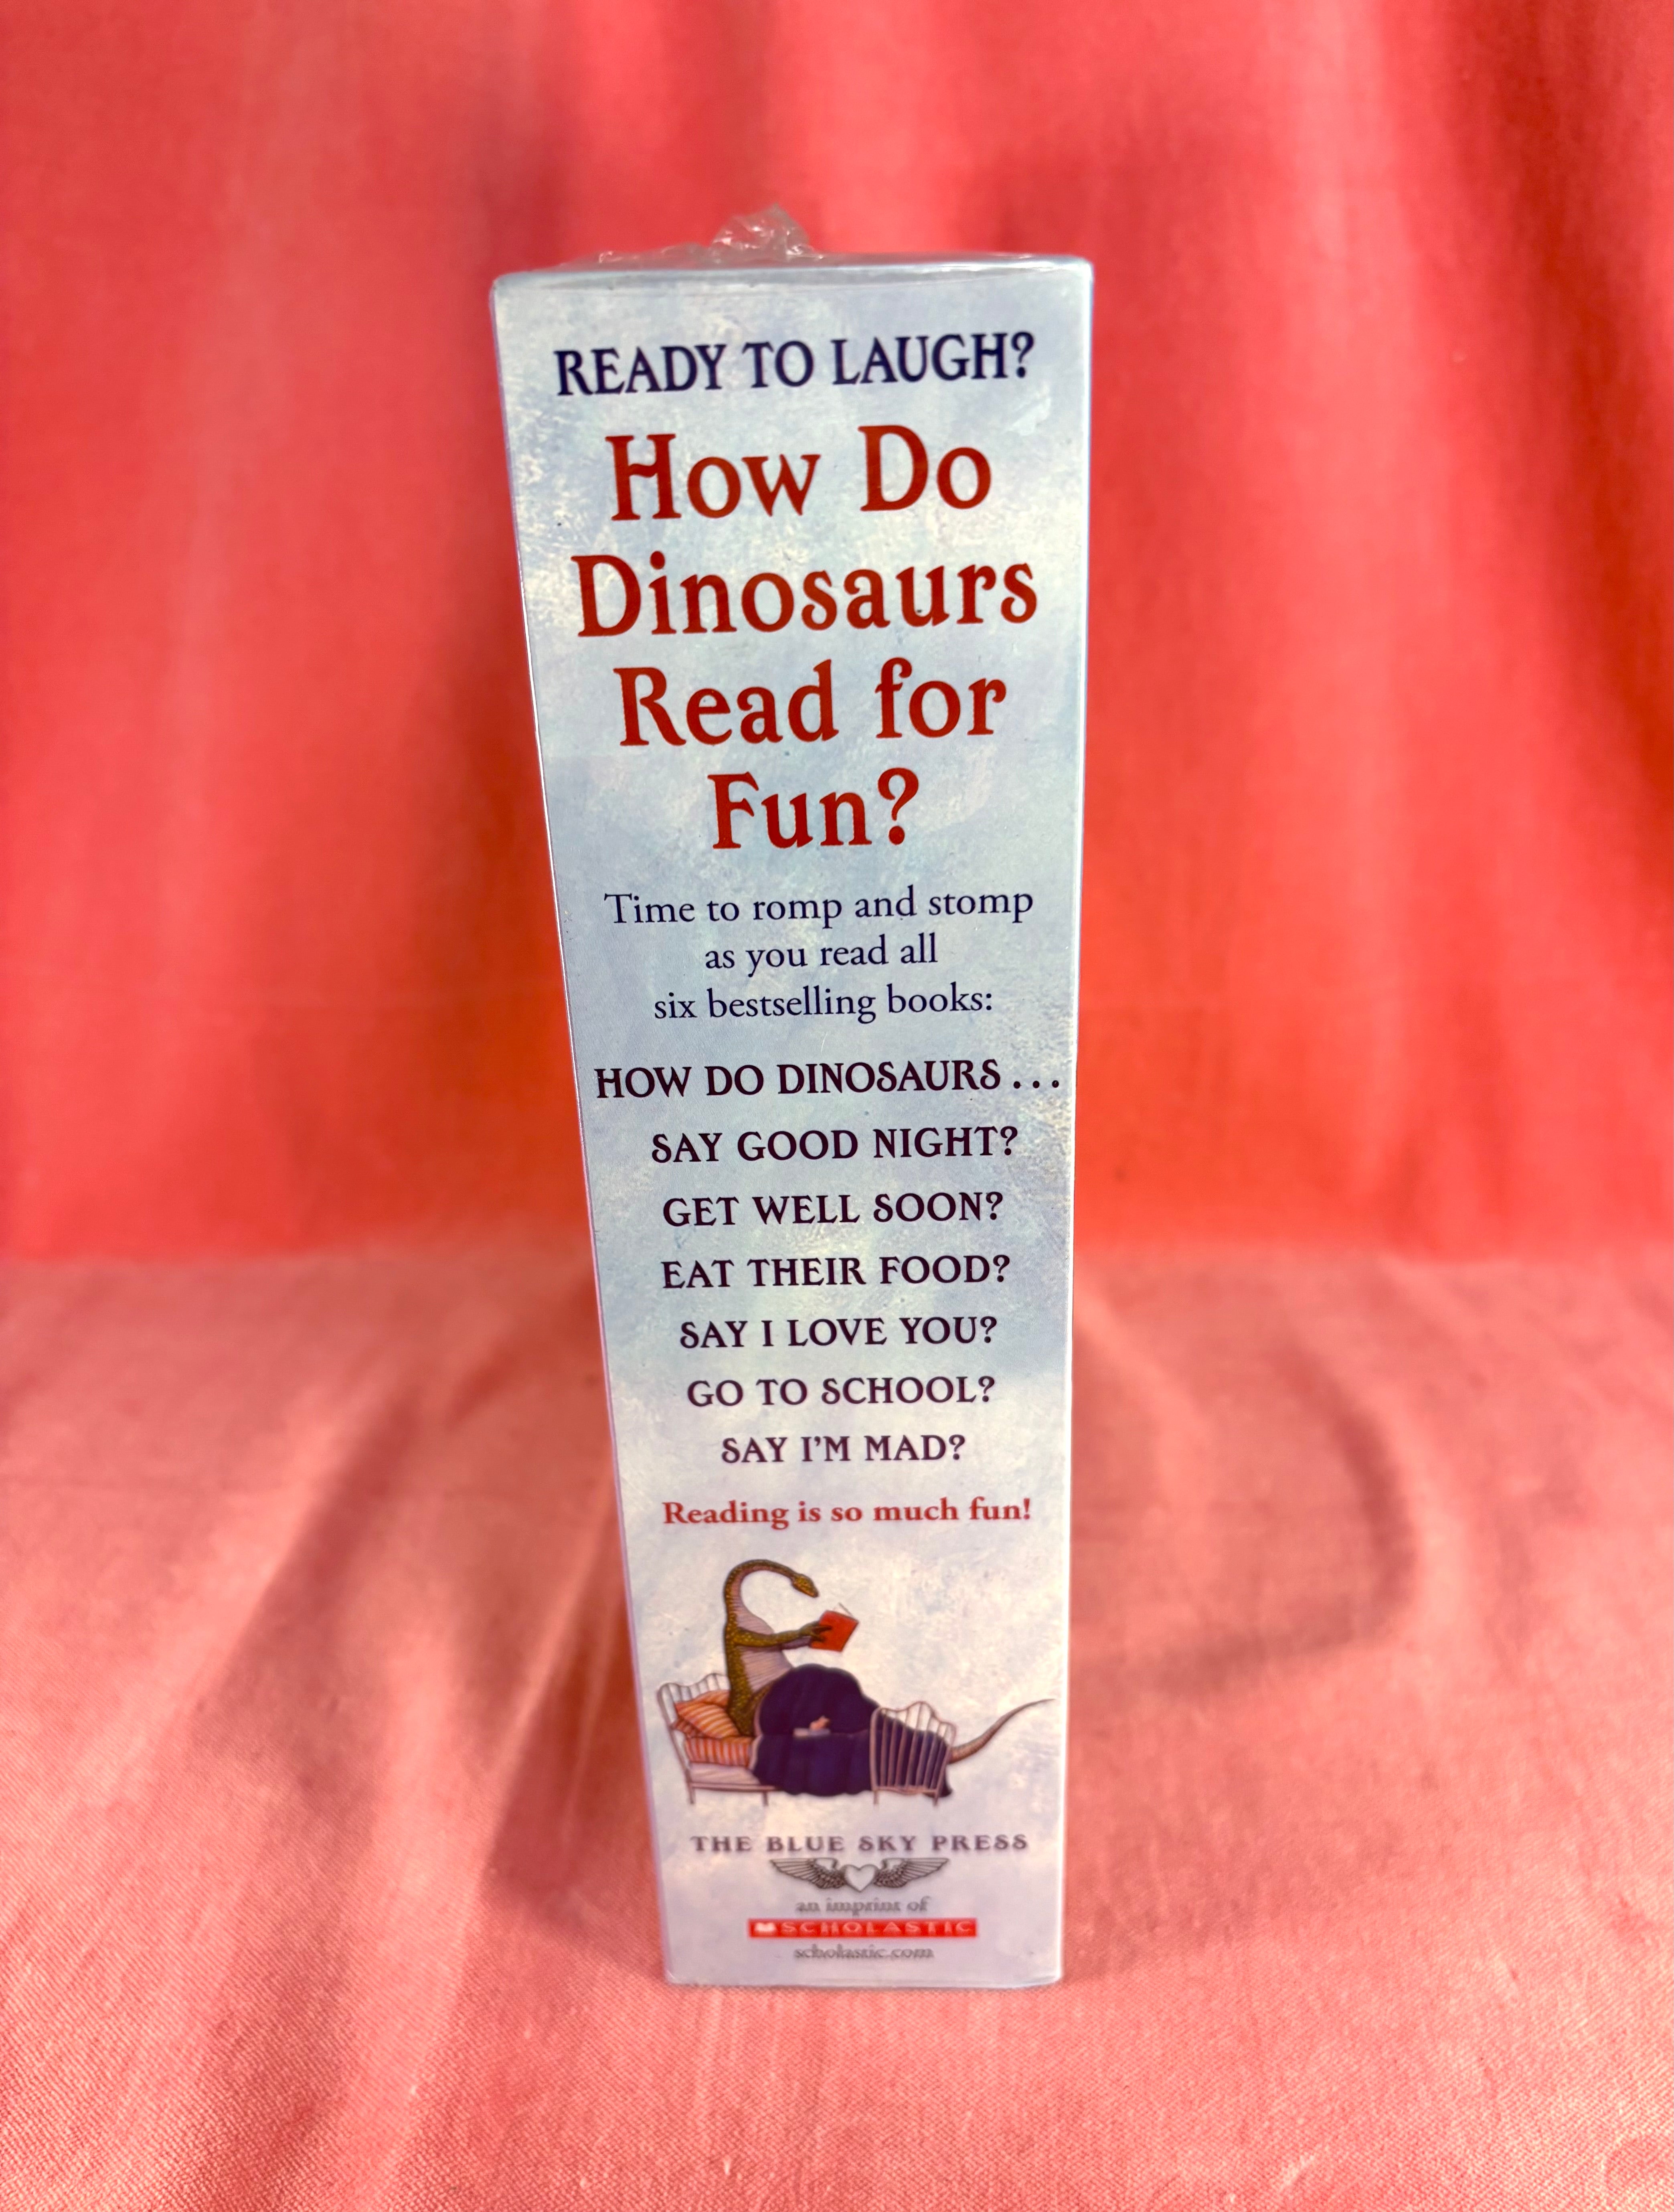 READY TO LAUGH?
How Do
Dinosaurs
Read for
Fun?
Time to romp and stomp
as you read all
six bestselling books:
HOW DO DINOSAURS . . .
SAY GOOD NIGHT?
GET WELL SOON?
EAT THEIR FOOD?
SAY I LOVE YOU?
GO TO SCHOOL?
SAY I'M MAD?
Reading is so much fun!
THE BLUE SKY PRESS
an imprint of
SCHOLASTIC
scholastic.com